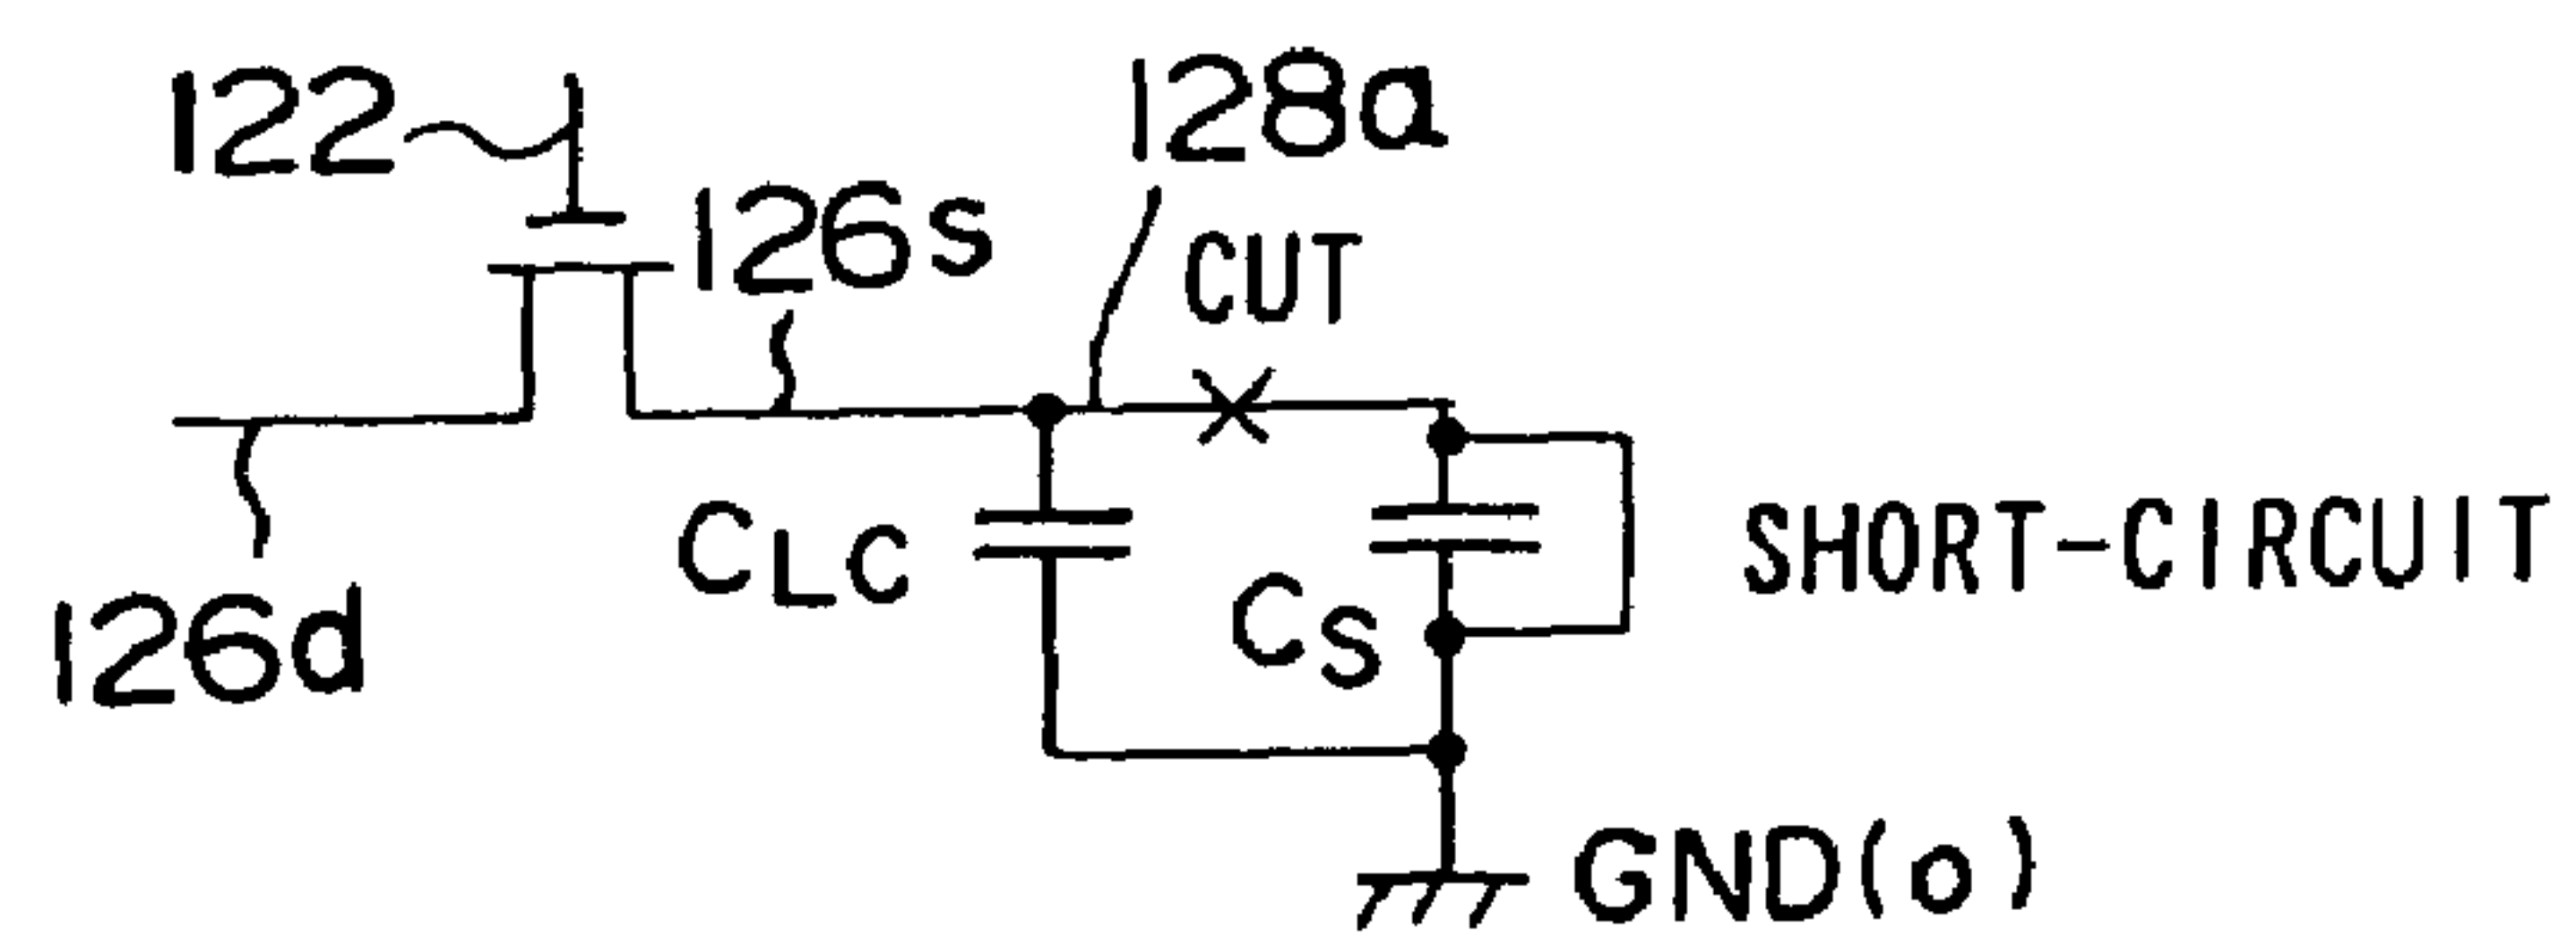 122
128a
126s
CUT
CLC
SHORT-CIRCUIT
CS
126d
GND(o)